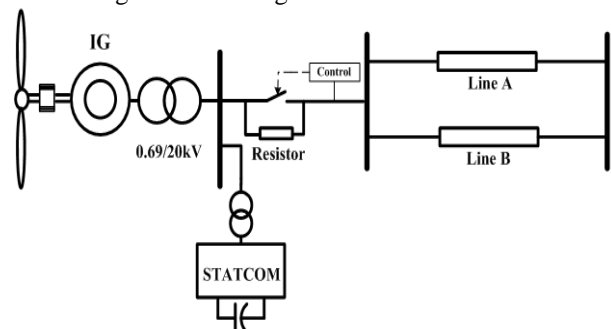 IG
Control
Line A
0.69/20kV
Resistor
Line B
STATCOM